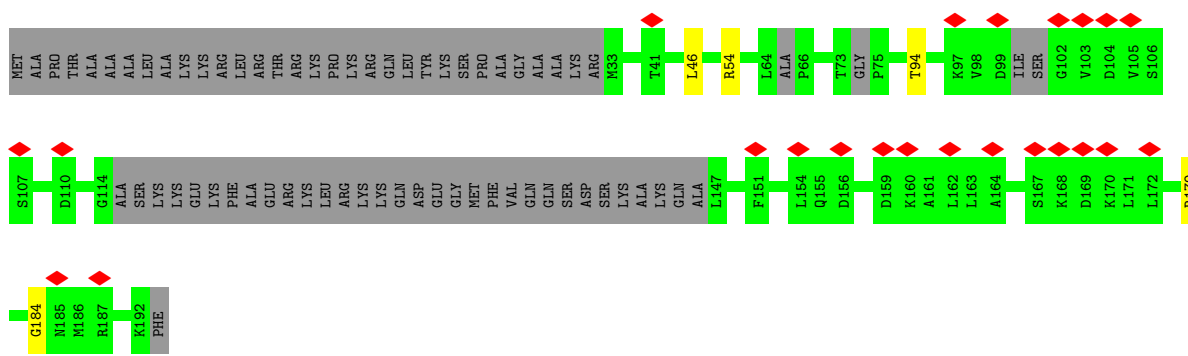 MET ALA PRO THR ALA ALA ALA LEU ALA LYS LYS ARG LEU ARG THR ARG LYS PRO LYS ARG GLN LEU TYR LYS SER PRO ALA GLY ALA ALA LYS ARG M33 T41 L46 R54 L64 ALA P66 T73 GLY P75 T94 K97 V98 D99 ILE SER G102 V103 D104 V105 S106
S107 D110 G114 ALA SER LYS LYS GLU LYS PHE ALA GLU ARG LYS LEU ARG LYS LYS GLN ASP GLU GLY MET PHE VAL GLN GLN SER ASP SER LYS ALA LYS GLN ALA L147 F151 L154 Q155 D156 D159 K160 A161 L162 L163 A164 S167 K168 D169 K170 L171 L172
G184 N185 M186 R187 K192 PHE